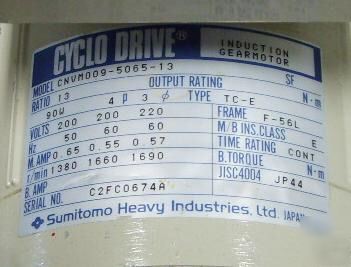 CYCLO DRIVE® INDUCTION GEARMOTOR
MODEL CNVM009-5065-13 SF
RATIO 13 OUTPUT RATING N·m
90W 4 P 3 φ TYPE TC-E
VOLTS 200 200 220 FRAME F-56L
Hz 50 60 60 M/B INS.CLASS E
M. AMP 0.65 0.55 0.57 TIME RATING CONT
r/min 1380 1660 1690 B.TORQUE N·m
B. AMP JISC4004 JP44
SERIAL NO. C2FC0674A
Sumitomo Heavy Industries, Ltd. JAPAN